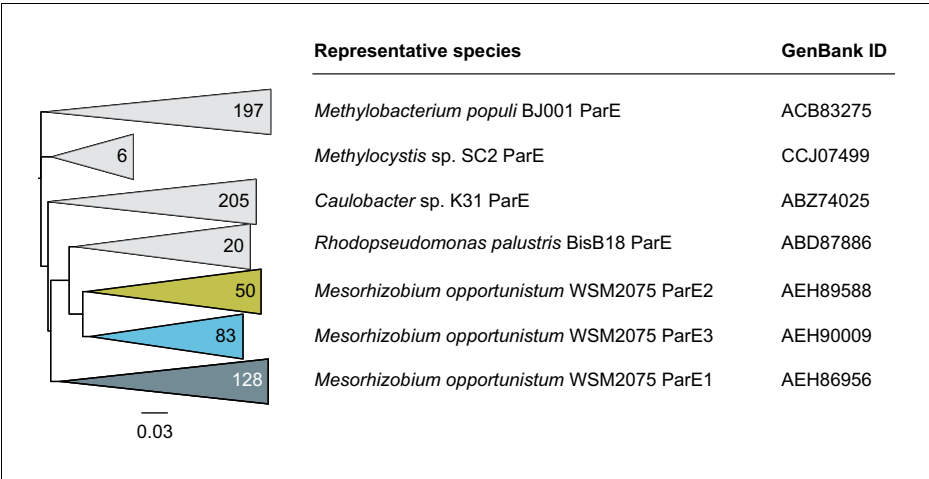 Representative species GenBank ID
197 Methylobacterium populi BJ001 ParE ACB83275
6 Methylocystis sp. SC2 ParE CCJ07499
205 Caulobacter sp. K31 ParE ABZ74025
20 Rhodopseudomonas palustris BisB18 ParE ABD87886
50 Mesorhizobium opportunistum WSM2075 ParE2 AEH89588
83 Mesorhizobium opportunistum WSM2075 ParE3 AEH90009
128 Mesorhizobium opportunistum WSM2075 ParE1 AEH86956
0.03